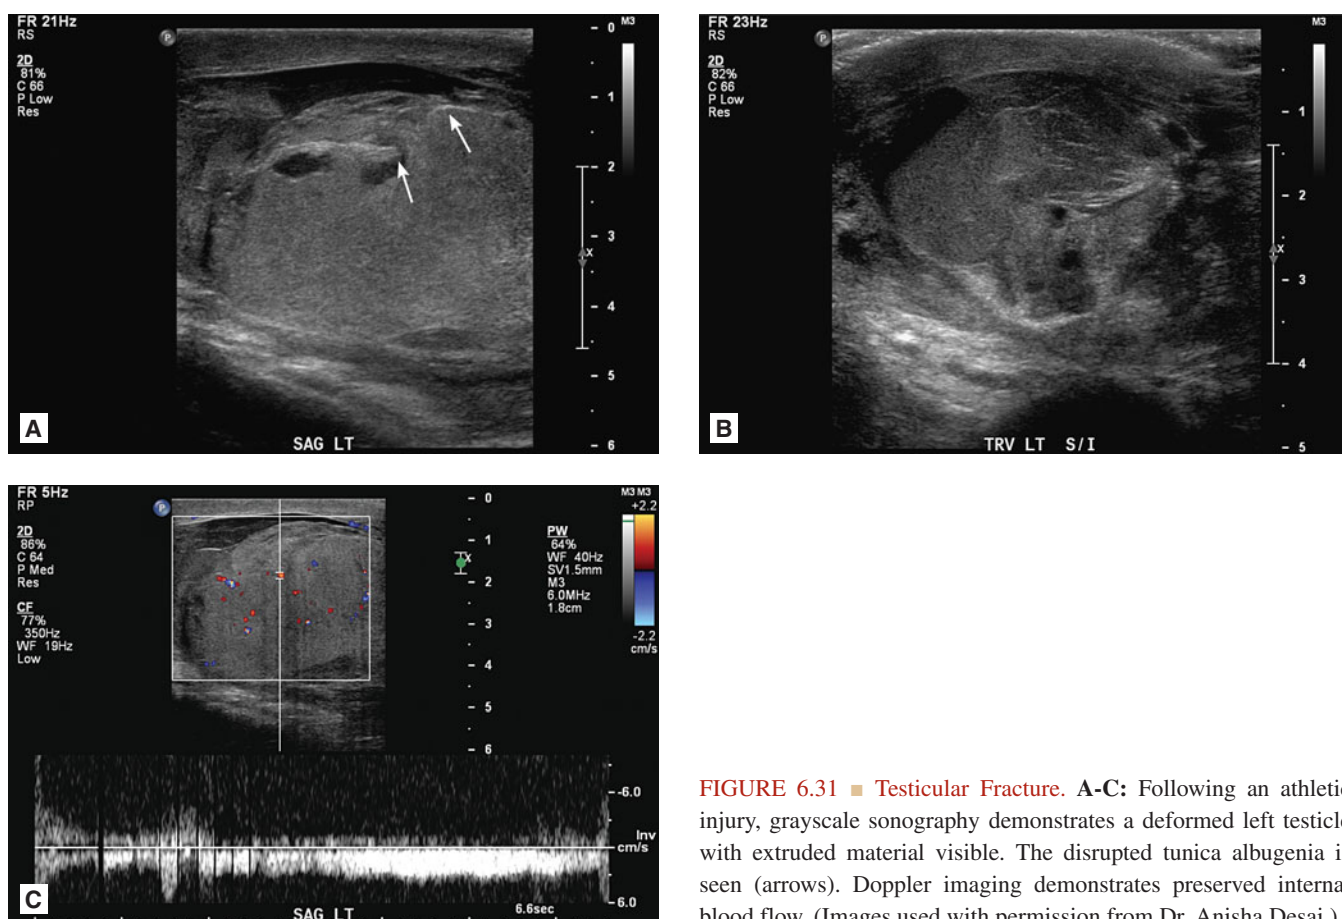 FR 21Hz
RS
2D
81%
C 66
P Low
Res
P
M3
0
1
2
X
3
4
5
6
A
SAG LT
FR 23Hz
RS
2D
82%
C 66
P Low
Res
P
M3
1
2
X
3
4
5
B
TRV LT S/I
FR 5Hz
RP
2D
86%
C 64
P Med
Res
CF
77%
350Hz
WF 19Hz
Low
P
0
1
X
2
3
4
5
6
PW
64%
WF 40Hz
SV1.5mm
M3
6.0MHz
1.8cm
M3 M3
+2.2
-2.2
cm/s
-6.0
Inv
cm/s
6.0
C
SAG LT
6.6sec
FIGURE 6.31 ■ Testicular Fracture. A-C: Following an athletic
injury, grayscale sonography demonstrates a deformed left testicle
with extruded material visible. The disrupted tunica albugenia i
seen (arrows). Doppler imaging demonstrates preserved interna
blood flow. (Images used with permission from Dr. Anisha Desai.)